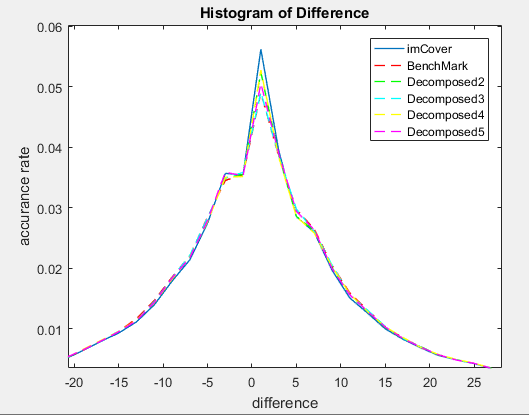 Histogram of Difference
0.06
0.05
0.04
0.03
0.02
0.01
accurance rate
imCover
BenchMark
Decomposed2
Decomposed3
Decomposed4
Decomposed5
-20 -15 -10 -5 0 5 10 15 20 25
difference